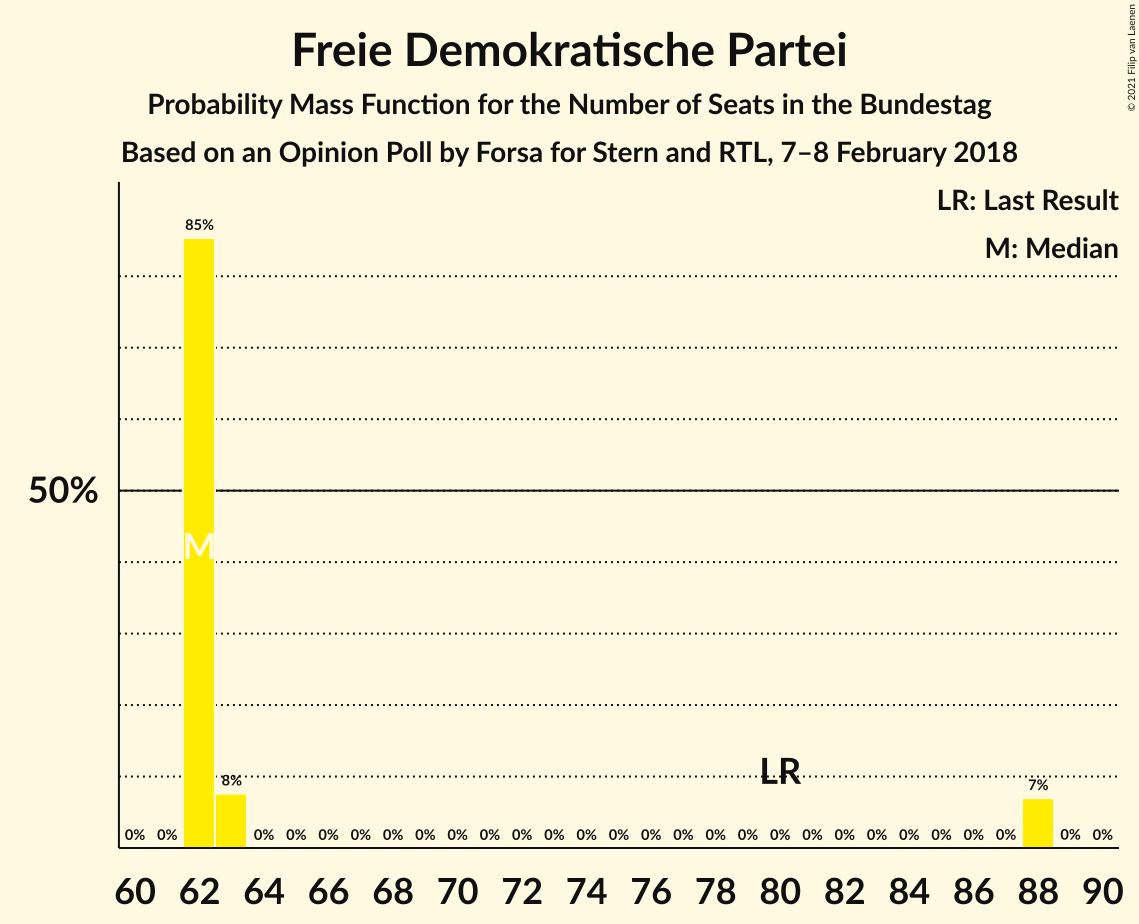 Freie Demokratische Partei
Probability Mass Function for the Number of Seats in the Bundestag
Based on an Opinion Poll by Forsa for Stern and RTL, 7–8 February 2018
© 2021 Filip van Laenen
LR: Last Result
M: Median
85%
50%
M
LR
8%
7%
0% 0% 0% 0% 0% 0% 0% 0% 0% 0% 0% 0% 0% 0% 0% 0% 0% 0% 0% 0% 0% 0% 0% 0% 0% 0% 0% 0%
60 62 64 66 68 70 72 74 76 78 80 82 84 86 88 90